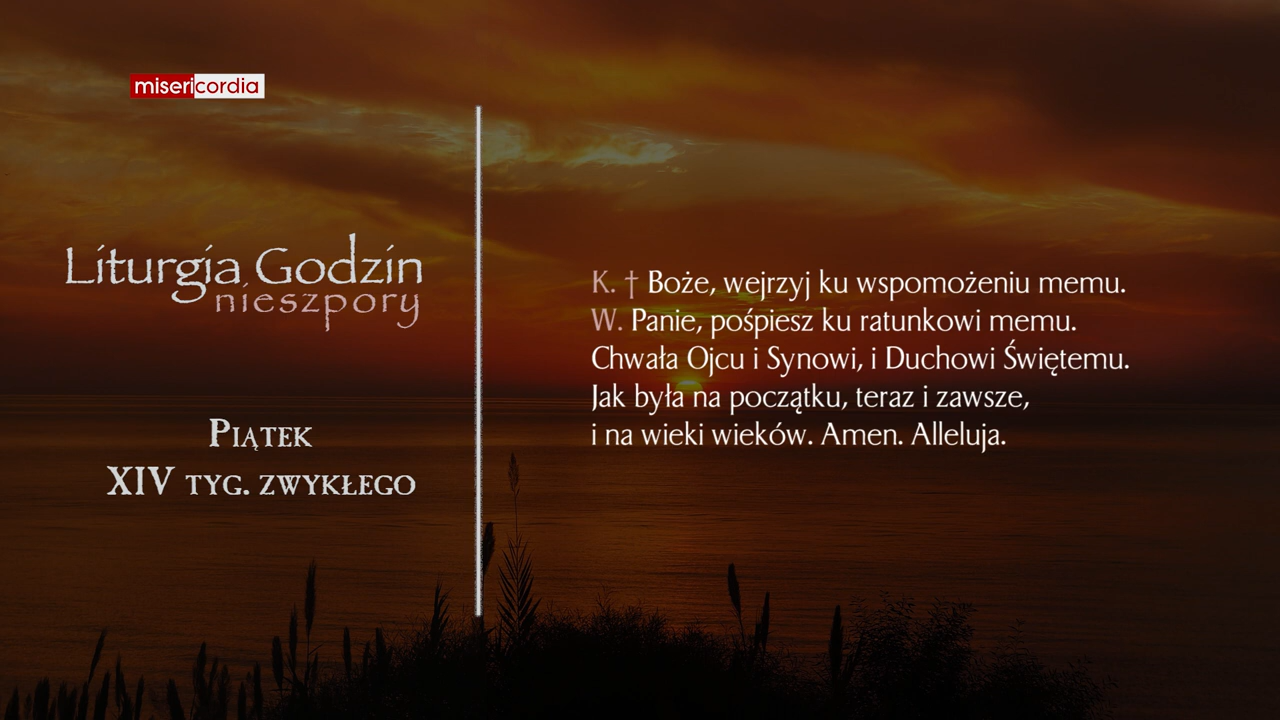 misericordia
Liturgia Godzin
nieszpory
Piątek
XIV tyg. zwykłego
K. † Boże, wejrzyj ku wspomożeniu memu.
W. Panie, pośpiesz ku ratunkowi memu.
Chwała Ojcu i Synowi, i Duchowi Świętemu.
Jak była na początku, teraz i zawsze,
i na wieki wieków. Amen. Alleluja.